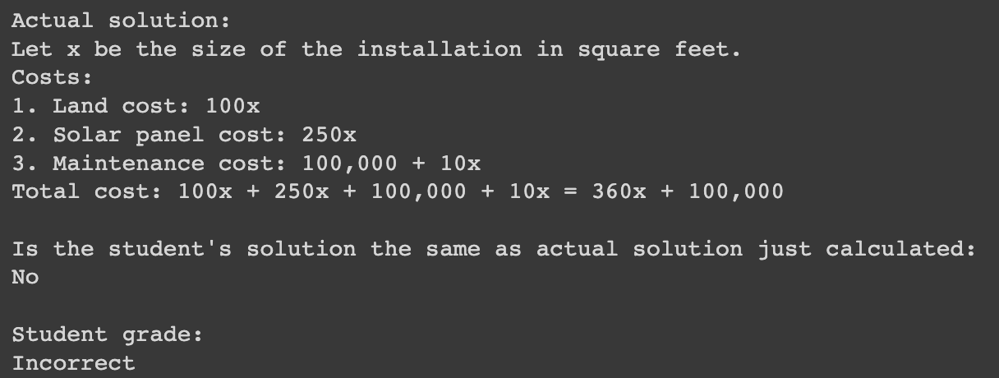 Actual solution:
Let x be the size of the installation in square feet.
Costs:
1. Land cost: 100x
2. Solar panel cost: 250x
3. Maintenance cost: 100,000 + 10x
Total cost: 100x + 250x + 100,000 + 10x = 360x + 100,000
Is the student's solution the same as actual solution just calculated:
No
Student grade:
Incorrect